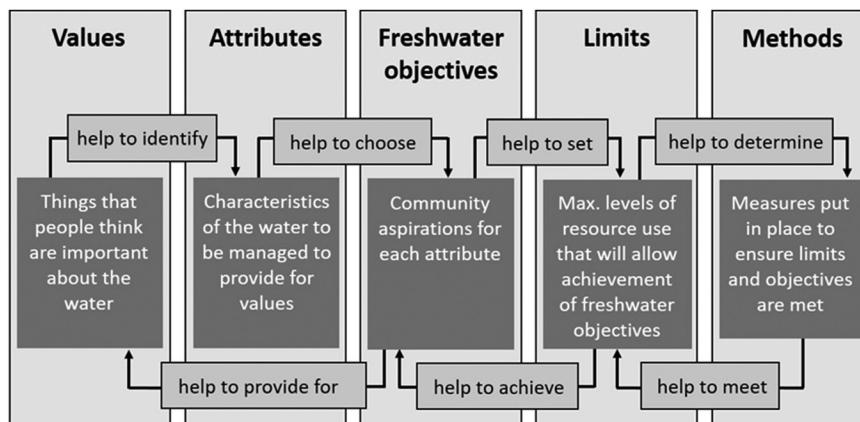 Values
Attributes
Freshwater
objectives
Limits
Methods
help to identify
help to choose
help to set
help to determine
Things that
people think
are important
about the
water
Characteristics
of the water to
be managed to
provide for
values
Community
aspirations for
each attribute
Max. levels of
resource use
that will allow
achievement
of freshwater
objectives
Measures put
in place to
ensure limits
and objectives
are met
help to provide for
help to achieve
help to meet